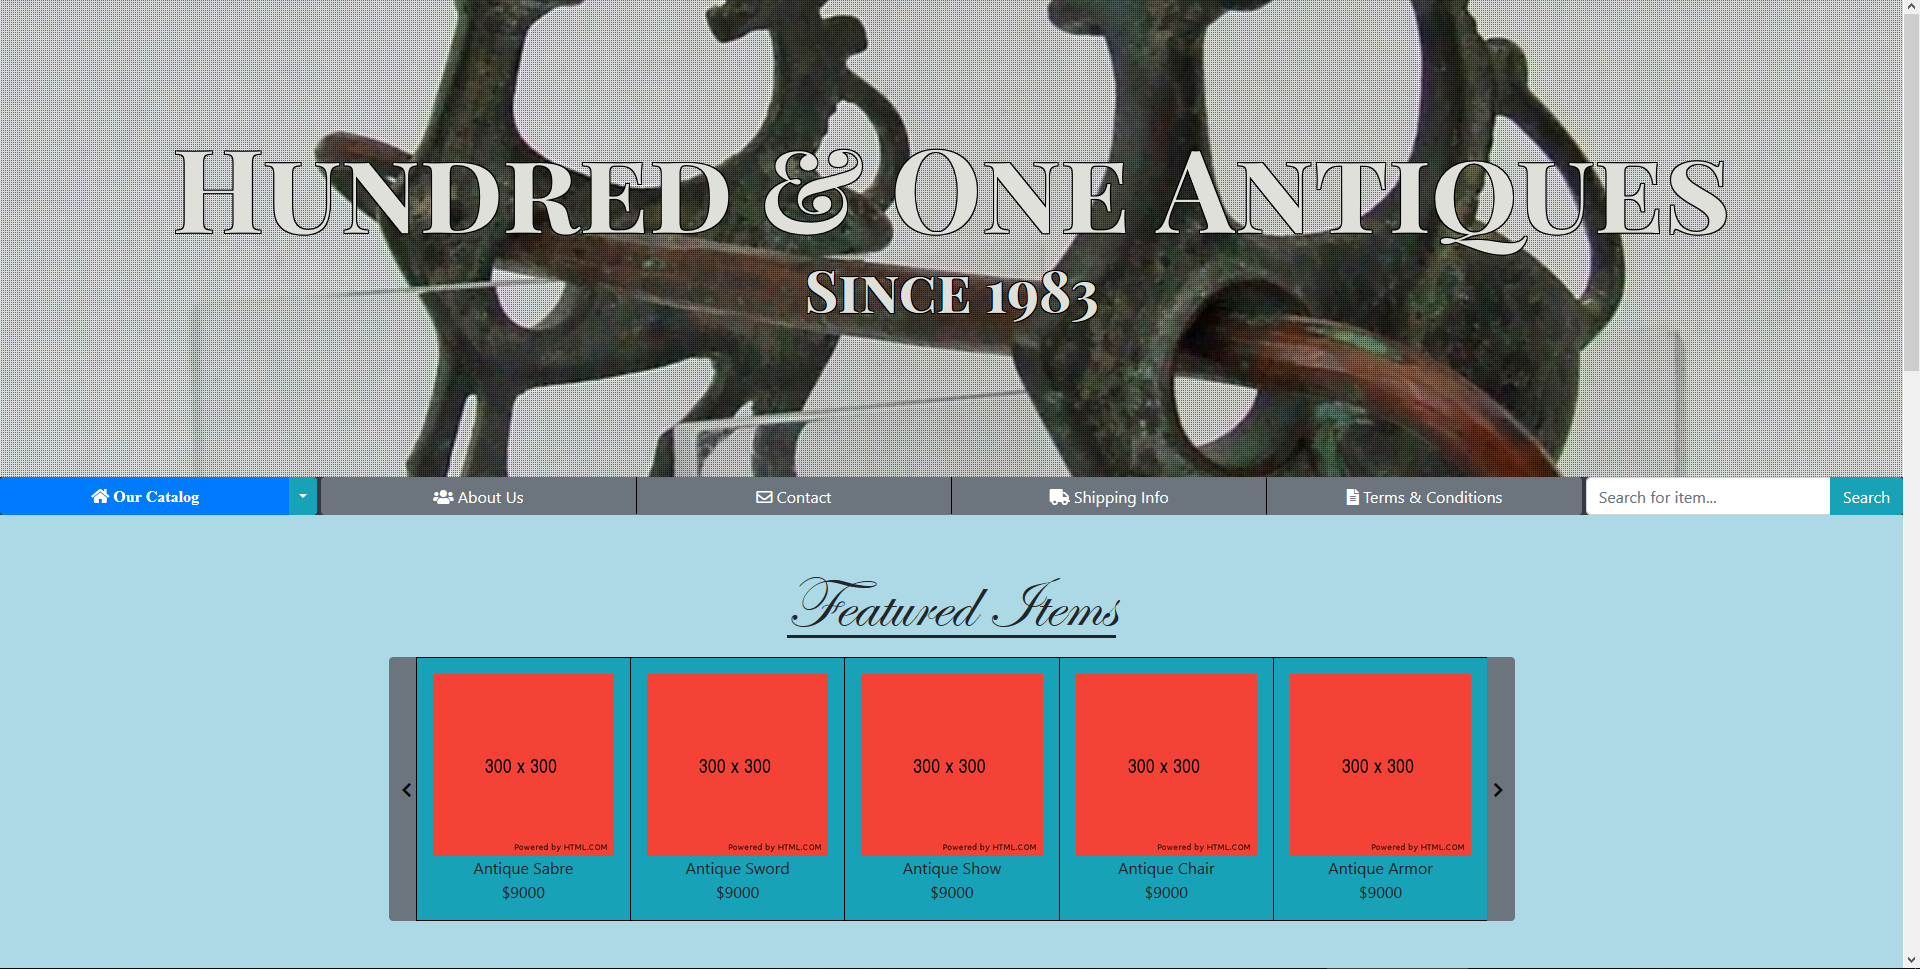 Hundred & One Antiques
Since 1983
Our Catalog
About Us
Contact
Shipping Info
Terms & Conditions
Search for item...
Search
Featured Items
300 x 300
Powered by HTML.COM
Antique Sabre
$9000
300 x 300
Powered by HTML.COM
Antique Sword
$9000
300 x 300
Powered by HTML.COM
Antique Show
$9000
300 x 300
Powered by HTML.COM
Antique Chair
$9000
300 x 300
Powered by HTML.COM
Antique Armor
$9000